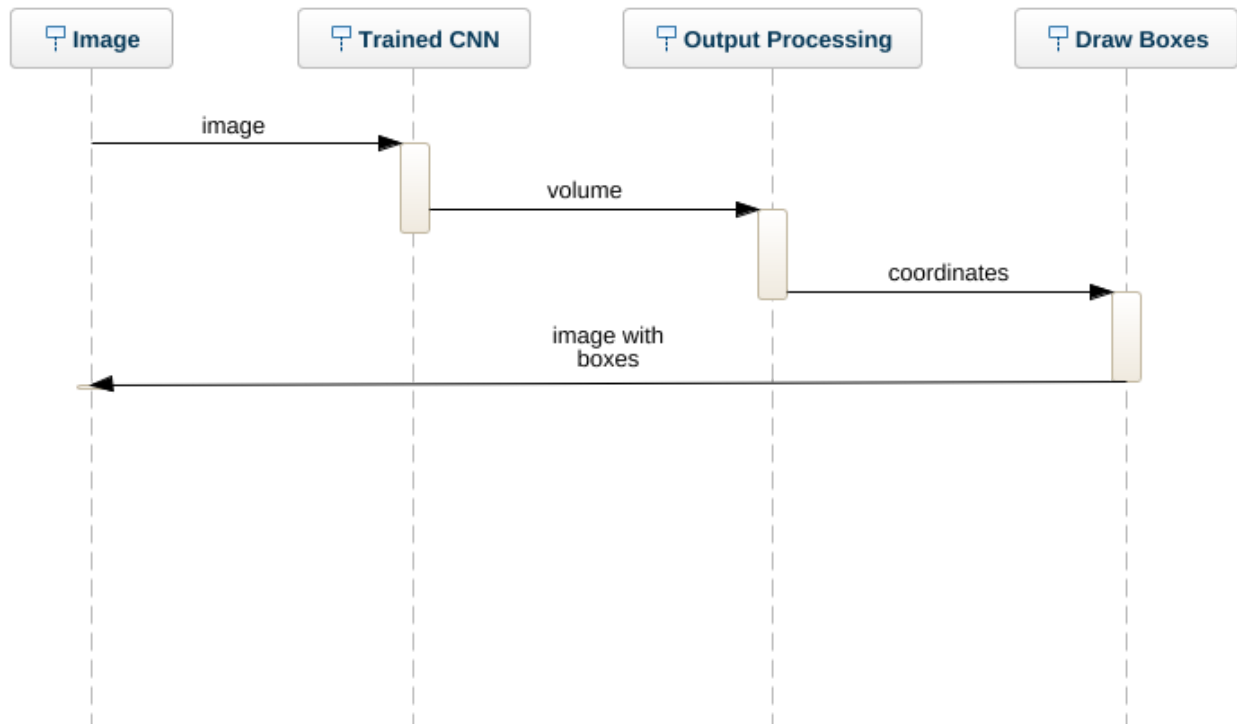 Image
Trained CNN
Output Processing
Draw Boxes
image
volume
coordinates
image with
boxes